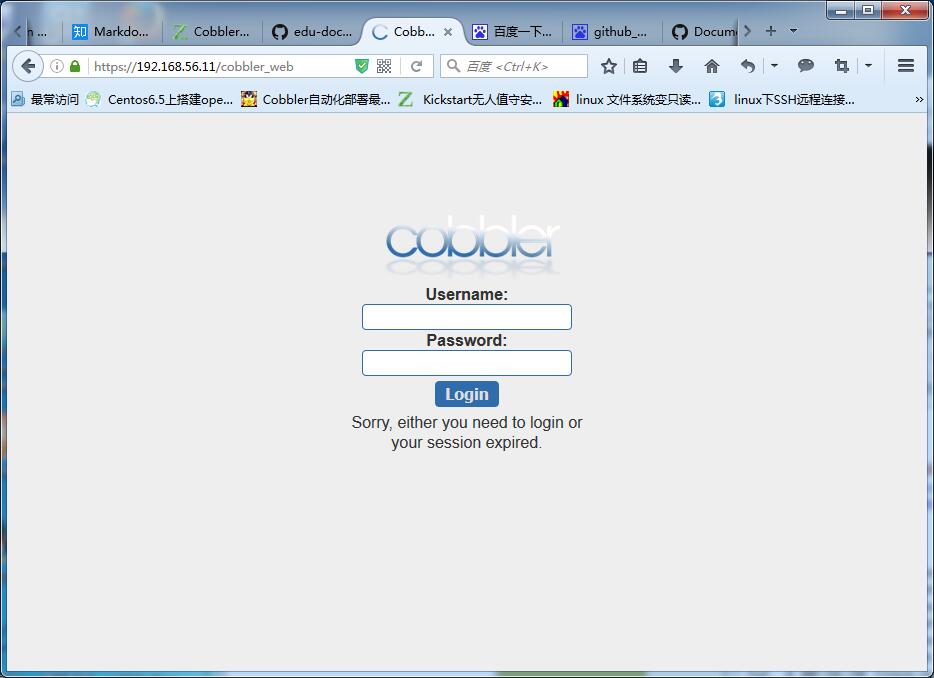 n ...
知 Markdo...
Z Cobbler...
edu-doc...
Cobb...
百度一下...
github_...
Docum
https://192.168.56.11/cobbler_web
百度 <Ctrl+K>
最常访问
Centos6.5上搭建ope...
Cobbler自动化部署最...
Z Kickstart无人值守安...
linux 文件系统变只读...
linux下SSH远程连接...
cobbler
Username:
Password:
Login
Sorry, either you need to login or
your session expired.